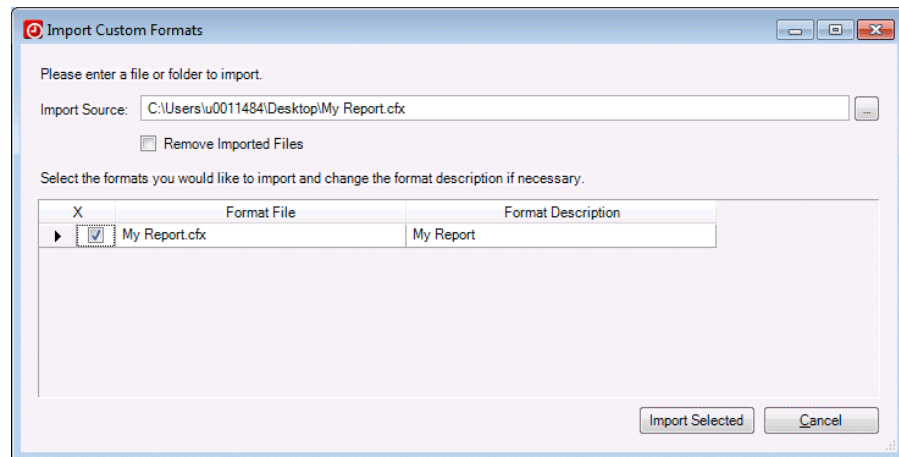 Import Custom Formats
Please enter a file or folder to import.
Import Source: C:\Users\u0011484\Desktop\My Report.cfx ...
Remove Imported Files
Select the formats you would like to import and change the format description if necessary.
X Format File Format Description
My Report.cfx My Report
Import Selected Cancel